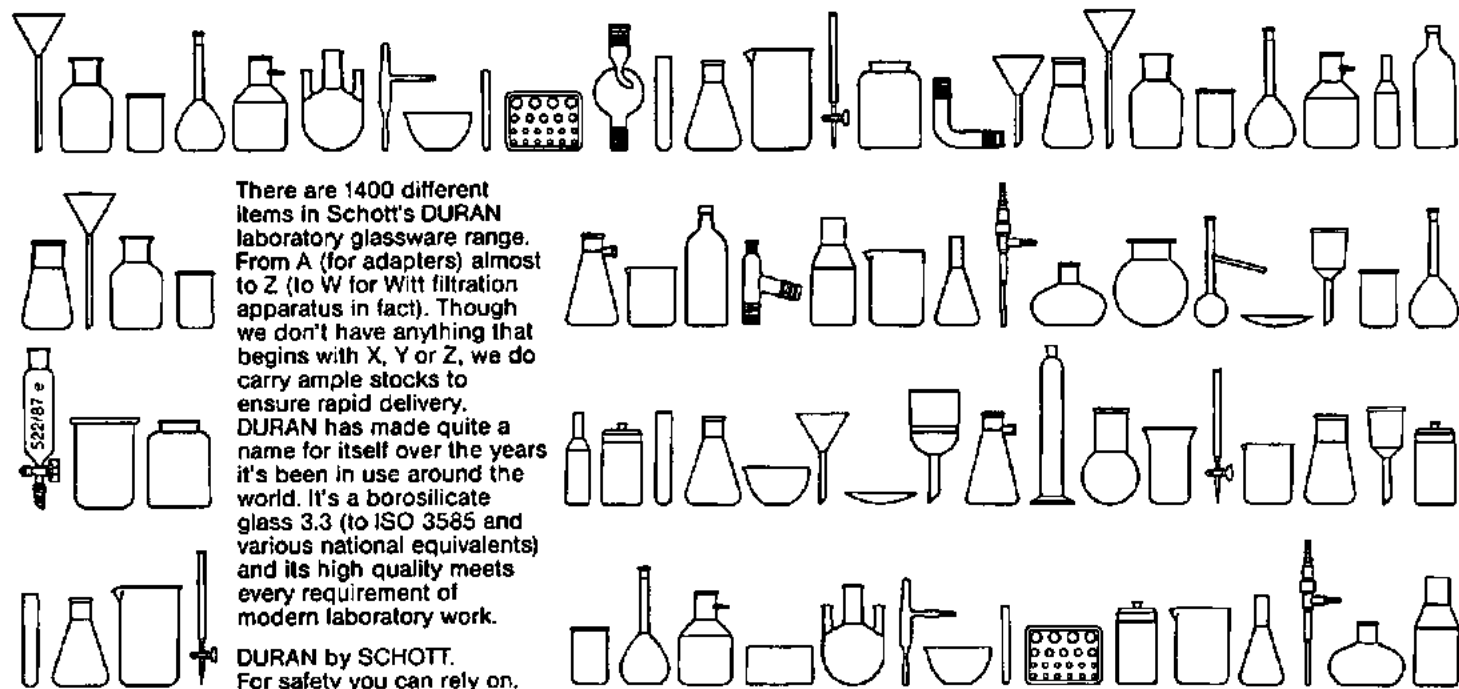 There are 1400 different
items in Schott's DURAN
laboratory glassware range.
From A (for adapters) almost
to Z (to W for Witt filtration
apparatus in fact). Though
we don't have anything that
begins with X, Y or Z, we do
carry ample stocks to
ensure rapid delivery.
DURAN has made quite a
name for itself over the years
it's been in use around the
world. It's a borosilicate
glass 3.3 (to ISO 3585 and
various national equivalents)
and its high quality meets
every requirement of
modern laboratory work.
DURAN by SCHOTT.
For safety you can rely on.
522/87 e